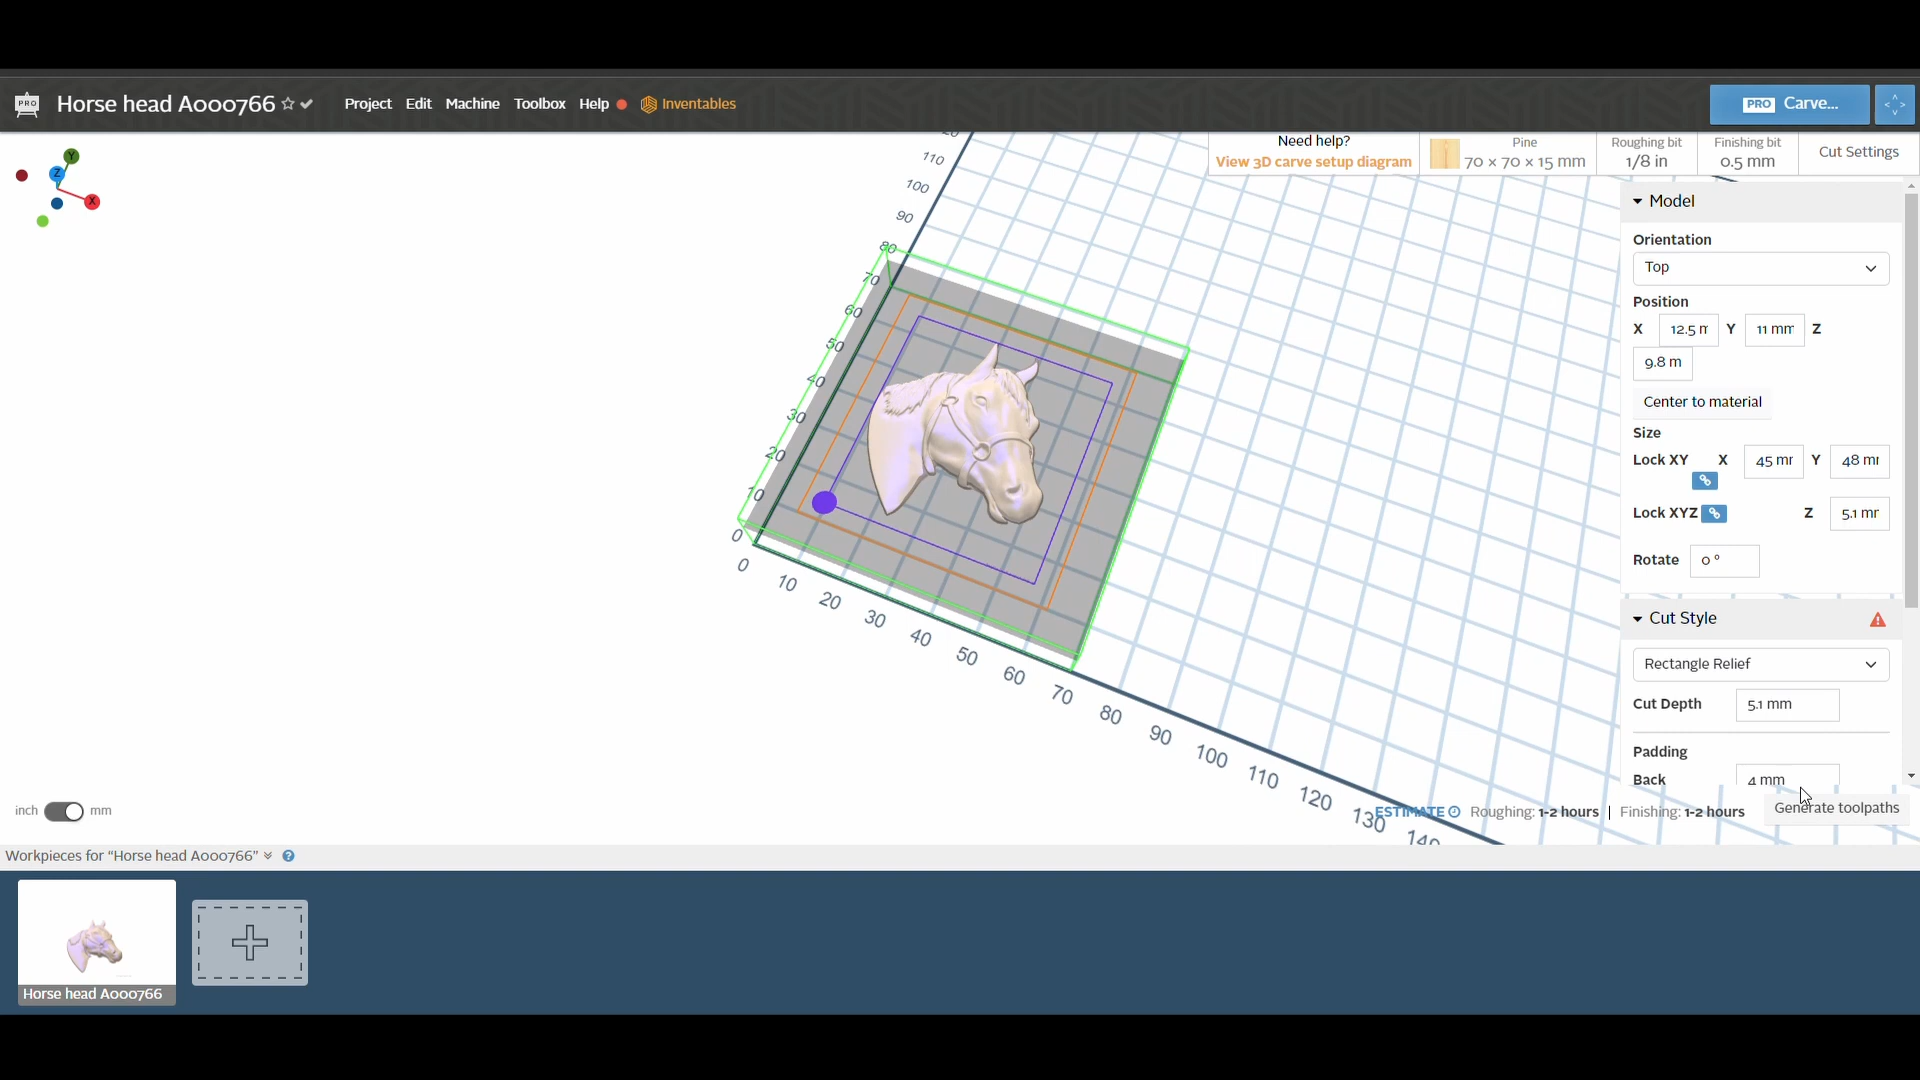 PRO
Horse head A000766
Project Edit Machine Toolbox Help Inventables
PRO Carve...
Need help?
View 3D carve setup diagram
Pine
70 × 70 × 15 mm
Roughing bit
1/8 in
Finishing bit
0.5 mm
Cut Settings
Y
Z
X
110
100
90
80
70
60
50
40
30
20
10
0
0
10
20
30
40
50
60
70
80
90
100
110
120
130
140
Model
Orientation
Top
Position
X 12.5 m Y 11 mm Z
9.8 m
Center to material
Size
Lock XY X 45 mr Y 48 mr
Lock XYZ Z 5.1 mr
Rotate 0 °
Cut Style
Rectangle Relief
Cut Depth 5.1 mm
Padding
Back 4 mm
inch mm
ESTIMATE Roughing: 1-2 hours | Finishing: 1-2 hours
Generate toolpaths
Workpieces for “Horse head A000766” ?
Horse head A000766